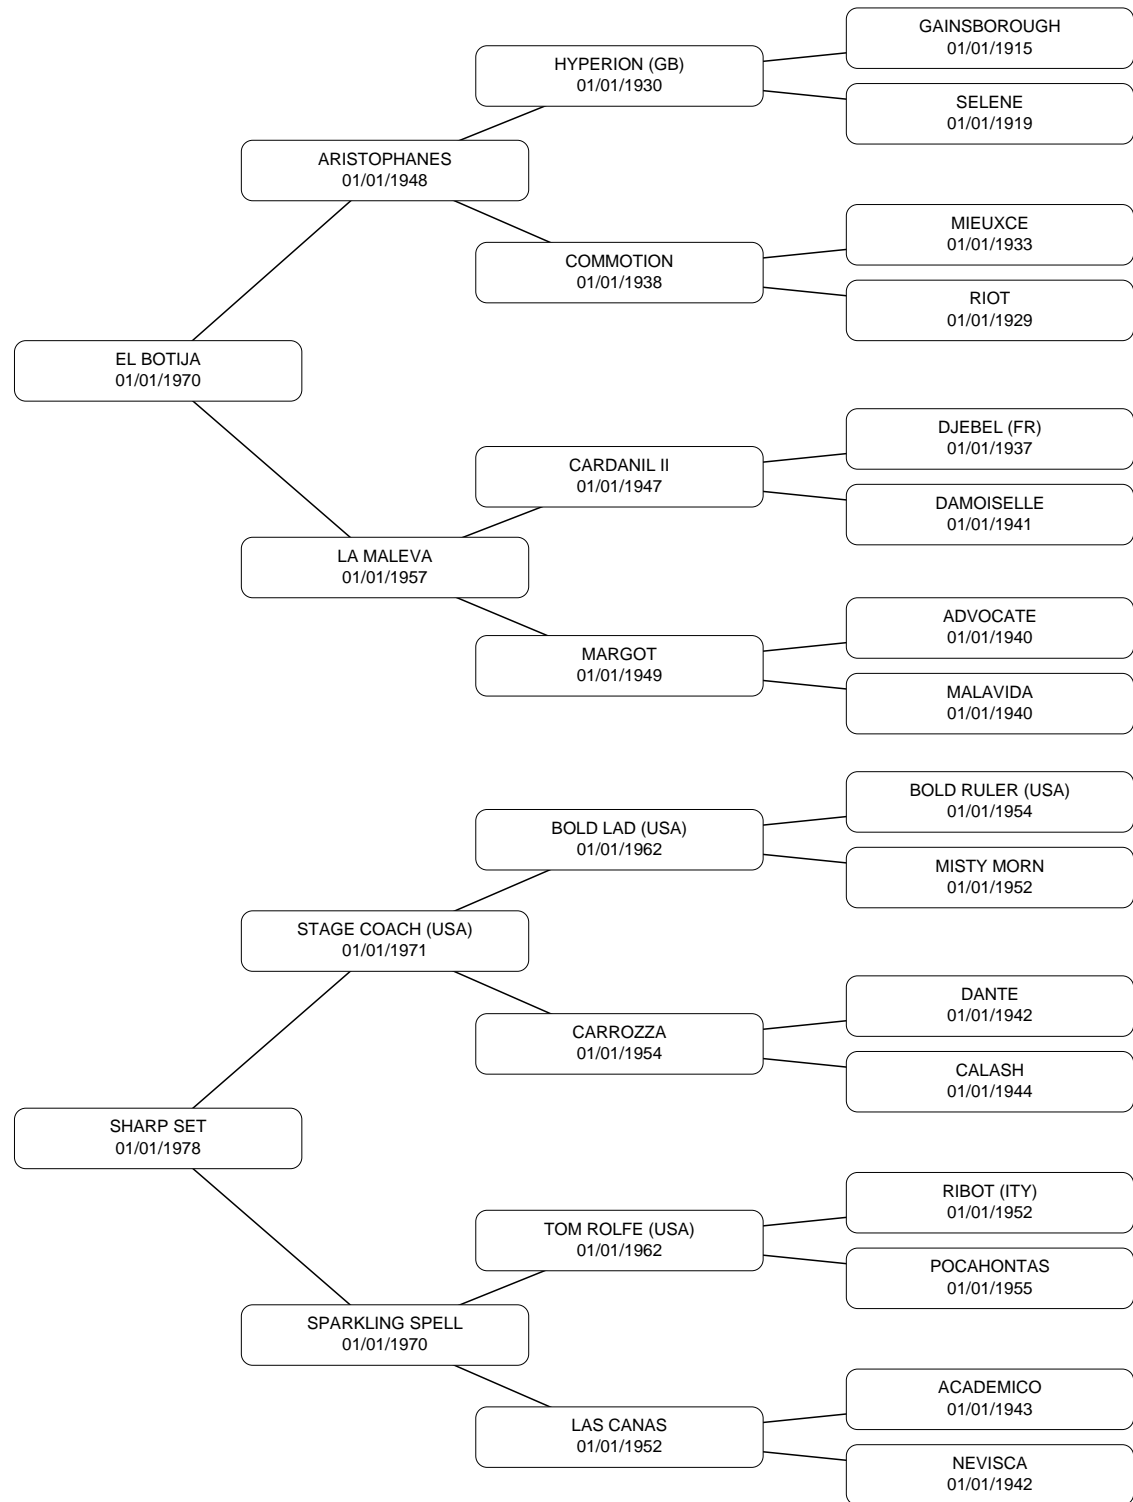 GAINSBOROUGH
01/01/1915
HYPERION (GB)
01/01/1930
SELENE
01/01/1919
ARISTOPHANES
01/01/1948
MIEUXCE
01/01/1933
COMMOTION
01/01/1938
RIOT
01/01/1929
EL BOTIJA
01/01/1970
DJEBEL (FR)
01/01/1937
CARDANIL II
01/01/1947
DAMOISELLE
01/01/1941
LA MALEVA
01/01/1957
ADVOCATE
01/01/1940
MARGOT
01/01/1949
MALAVIDA
01/01/1940
BOLD RULER (USA)
01/01/1954
BOLD LAD (USA)
01/01/1962
MISTY MORN
01/01/1952
STAGE COACH (USA)
01/01/1971
DANTE
01/01/1942
CARROZZA
01/01/1954
CALASH
01/01/1944
SHARP SET
01/01/1978
RIBOT (ITY)
01/01/1952
TOM ROLFE (USA)
01/01/1962
POCAHONTAS
01/01/1955
SPARKLING SPELL
01/01/1970
ACADEMICO
01/01/1943
LAS CANAS
01/01/1952
NEVISCA
01/01/1942